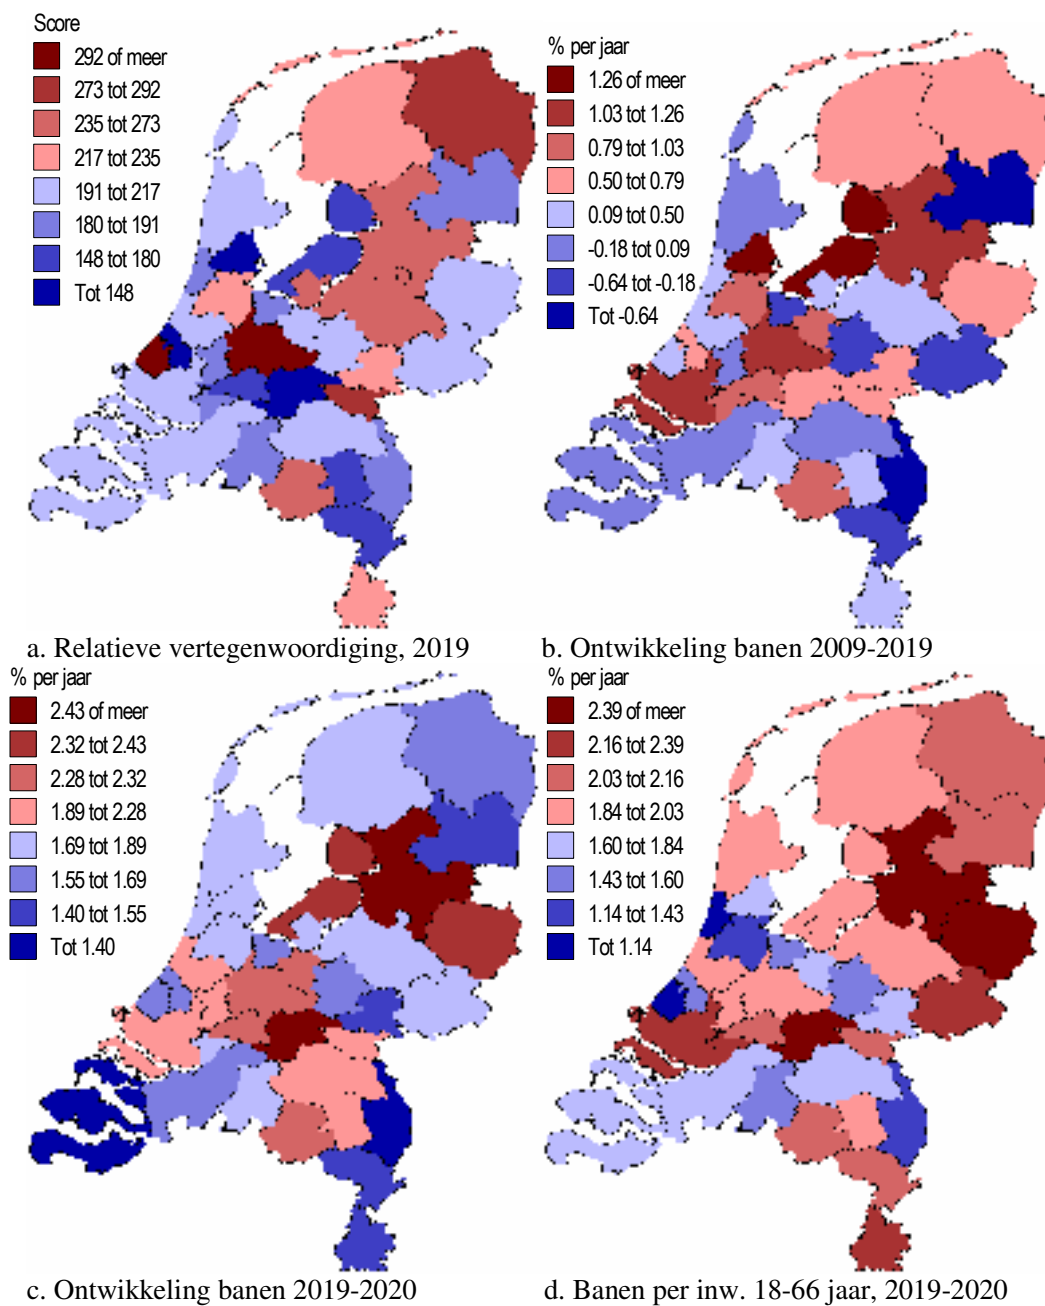 Score
292 of meer
273 tot 292
235 tot 273
217 tot 235
191 tot 217
180 tot 191
148 tot 180
Tot 148
a. Relatieve vertegenwoordiging, 2019
% per jaar
1.26 of meer
1.03 tot 1.26
0.79 tot 1.03
0.50 tot 0.79
0.09 tot 0.50
-0.18 tot 0.09
-0.64 tot -0.18
Tot -0.64
b. Ontwikkeling banen 2009-2019
% per jaar
2.43 of meer
2.32 tot 2.43
2.28 tot 2.32
1.89 tot 2.28
1.69 tot 1.89
1.55 tot 1.69
1.40 tot 1.55
Tot 1.40
c. Ontwikkeling banen 2019-2020
% per jaar
2.39 of meer
2.16 tot 2.39
2.03 tot 2.16
1.84 tot 2.03
1.60 tot 1.84
1.43 tot 1.60
1.14 tot 1.43
Tot 1.14
d. Banen per inw. 18-66 jaar, 2019-2020